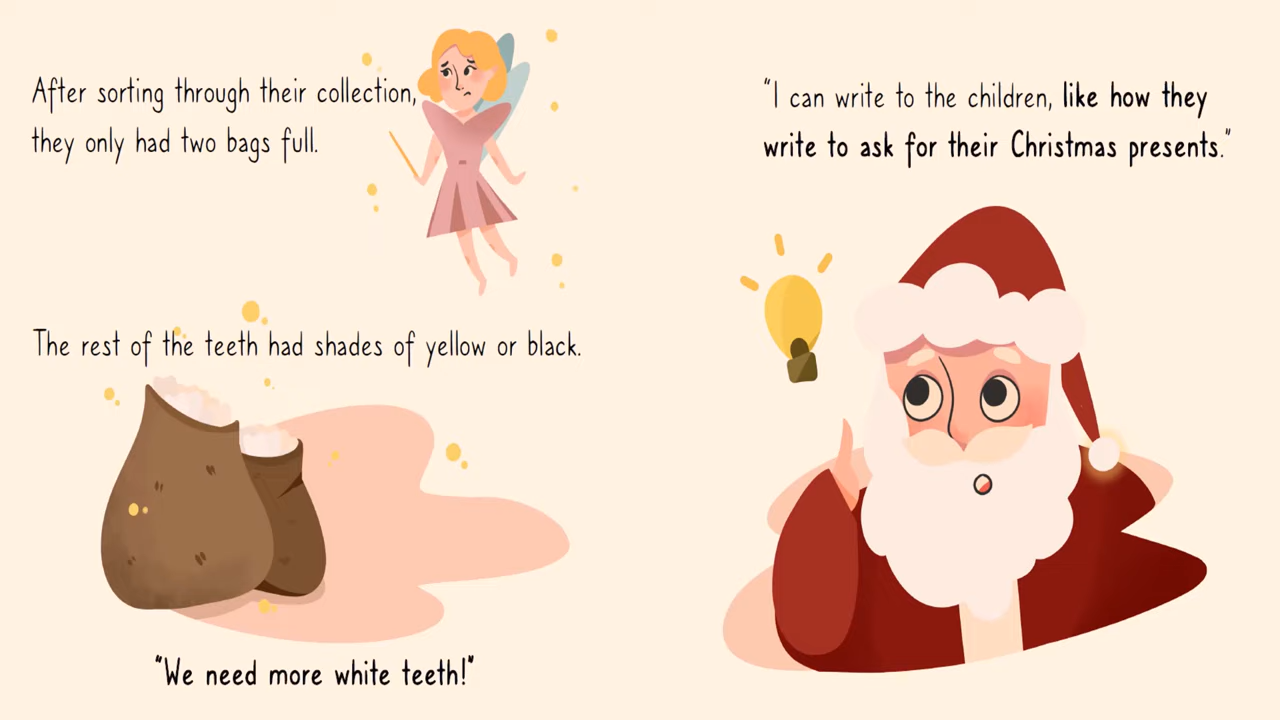 After sorting through their collection,
they only had two bags full.
The rest of the teeth had shades of yellow or black.
"We need more white teeth!"
"I can write to the children, like how they
write to ask for their Christmas presents."